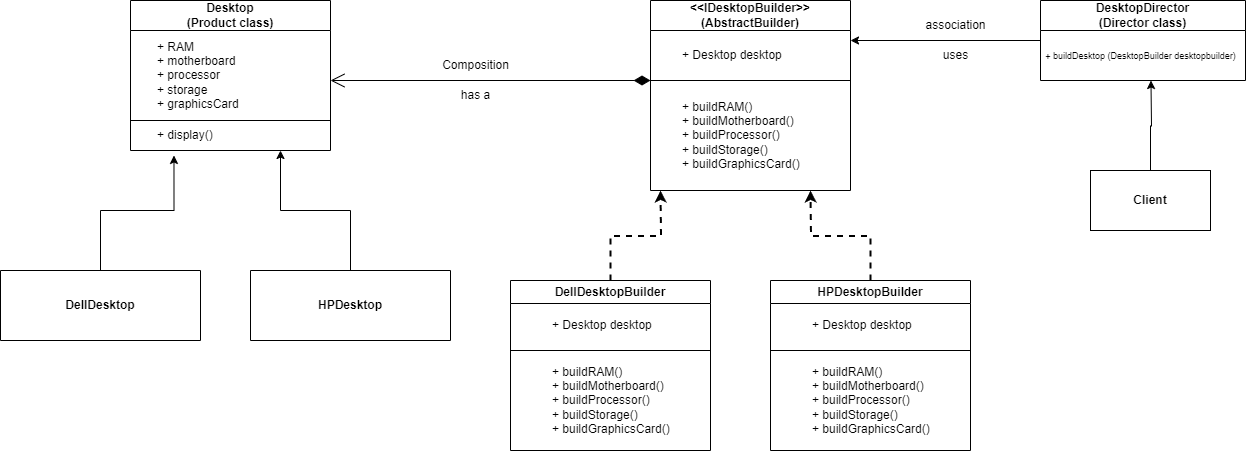 Desktop
(Product class)
+ RAM
+ motherboard
+ processor
+ storage
+ graphicsCard
+ display()
Composition
has a
<<IDesktopBuilder>>
(AbstractBuilder)
+ Desktop desktop
+ buildRAM()
+ buildMotherboard()
+ buildProcessor()
+ buildStorage()
+ buildGraphicsCard()
association
uses
DesktopDirector
(Director class)
+ buildDesktop (DesktopBuilder desktopbuilder)
Client
DellDesktop
HPDesktop
DellDesktopBuilder
+ Desktop desktop
+ buildRAM()
+ buildMotherboard()
+ buildProcessor()
+ buildStorage()
+ buildGraphicsCard()
HPDesktopBuilder
+ Desktop desktop
+ buildRAM()
+ buildMotherboard()
+ buildProcessor()
+ buildStorage()
+ buildGraphicsCard()